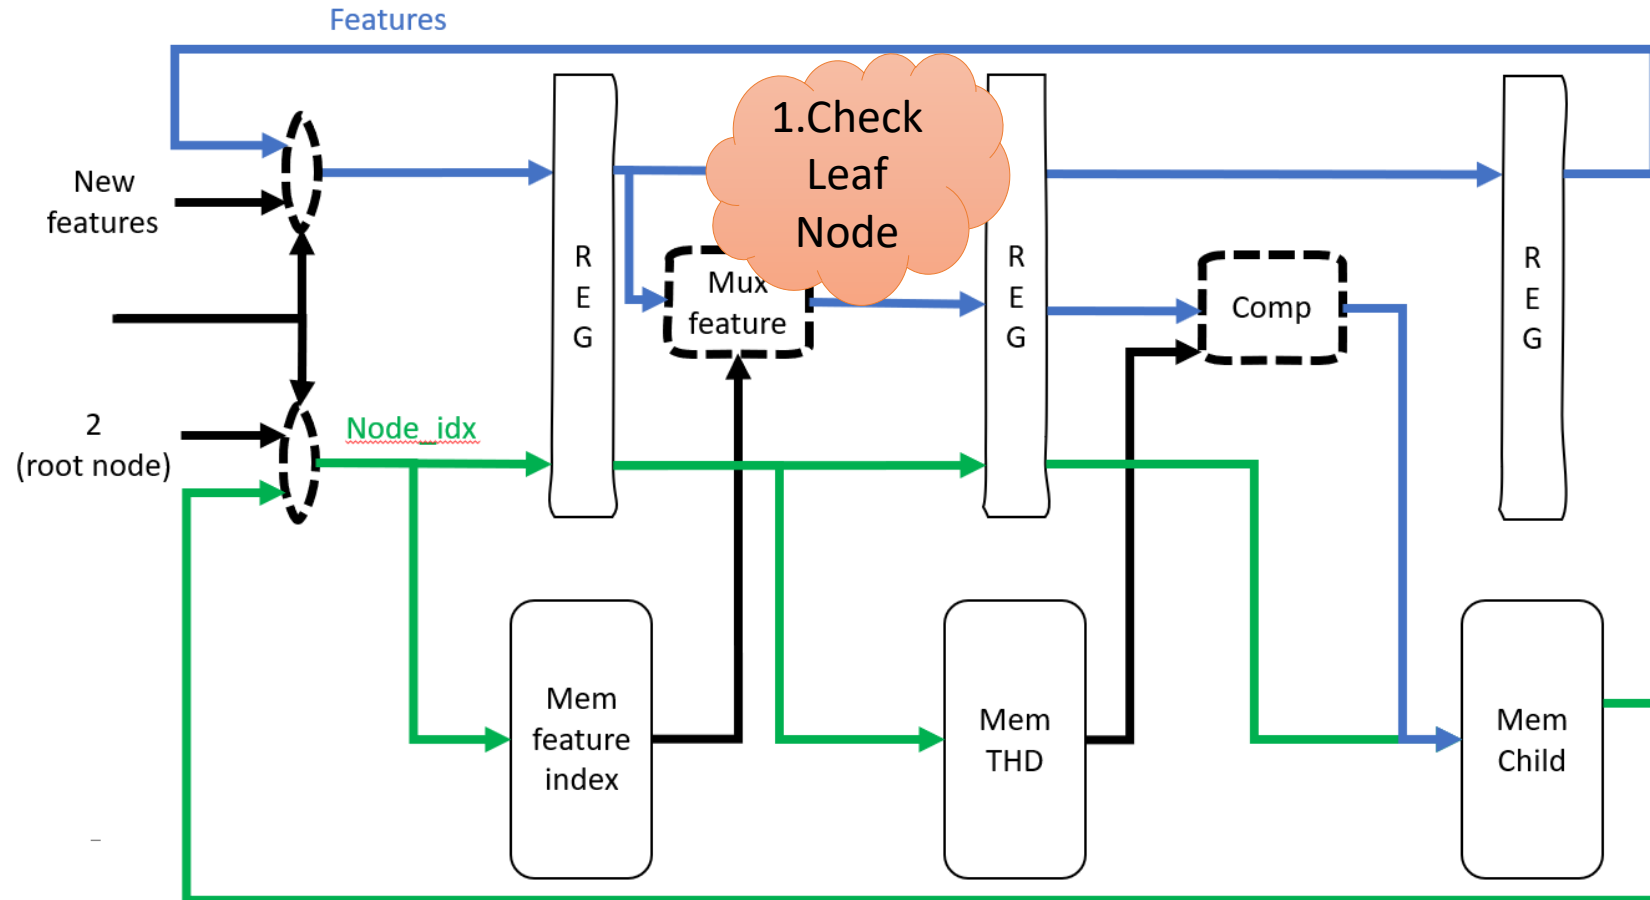 Features
1.Check
Leaf
Node
New
features
R
E
G
R
E
G
R
E
G
Mux
feature
Comp
2
(root node)
Node_idx
Mem
feature
index
Mem
THD
Mem
Child
_